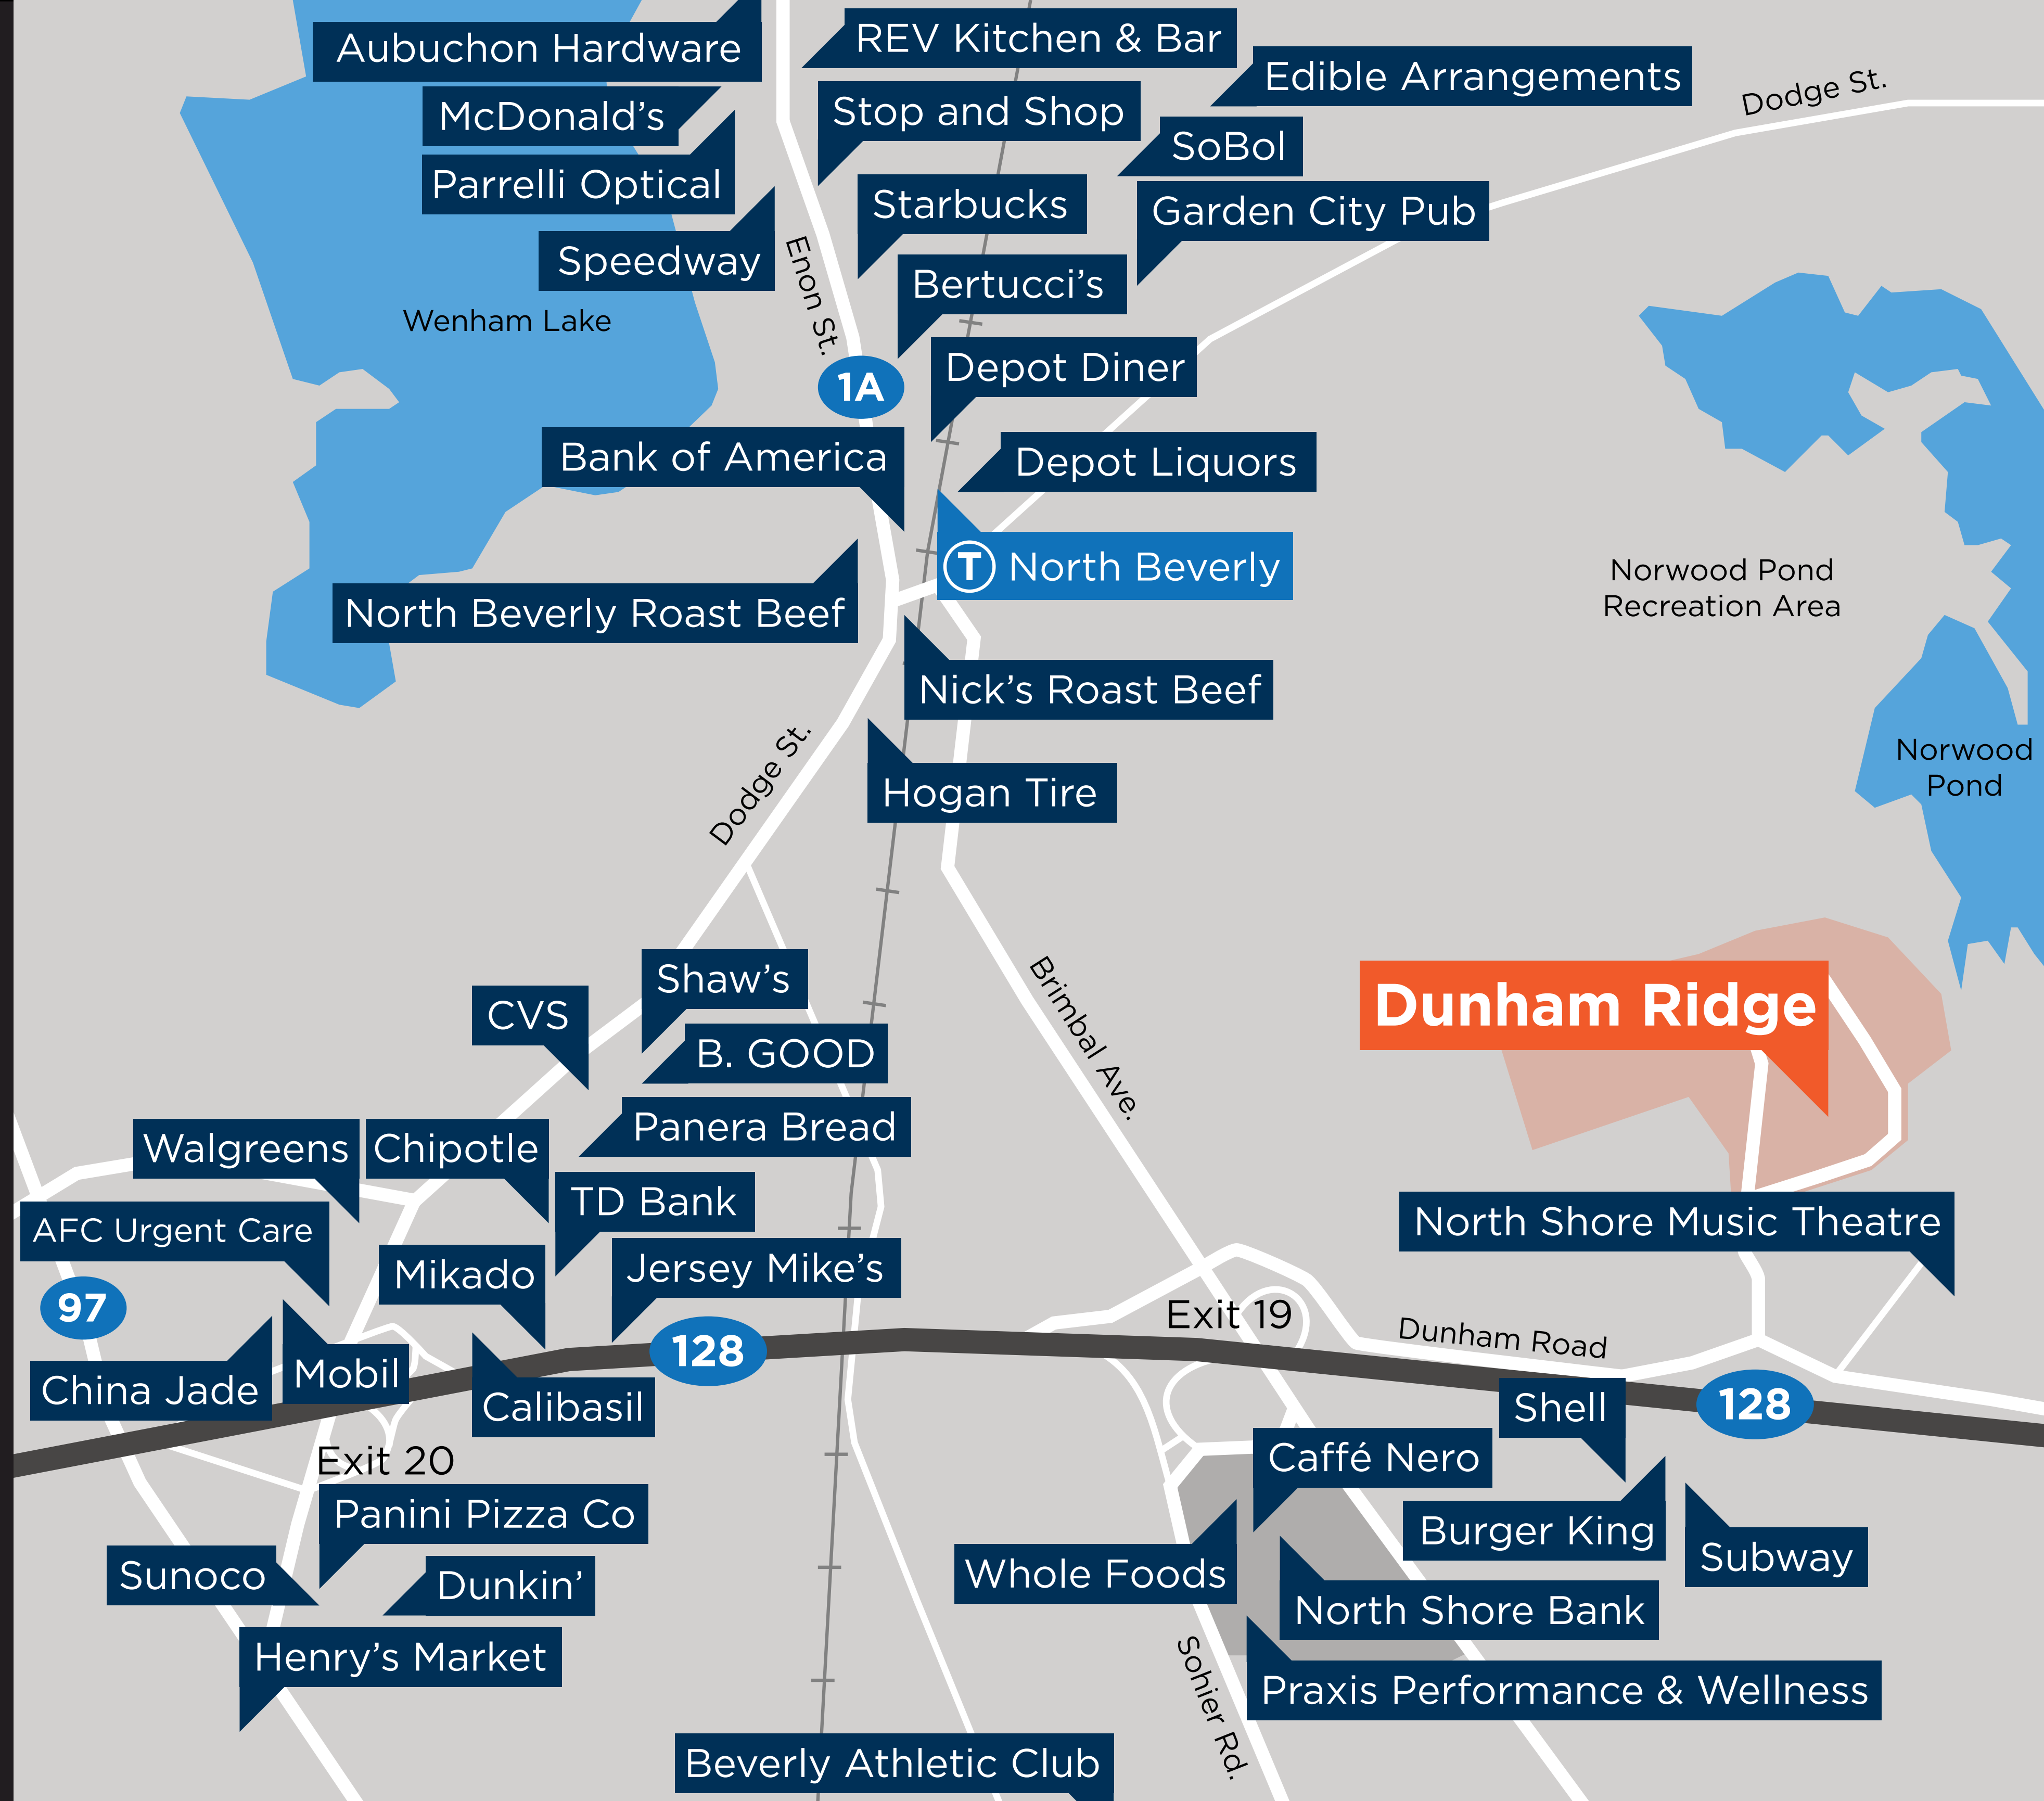 Aubuchon Hardware
REV Kitchen & Bar
Edible Arrangements
McDonald's
Stop and Shop
Dodge St.
SoBol
Parrelli Optical
Starbucks
Garden City Pub
Speedway
Enon St.
Bertucci's
Wenham Lake
Depot Diner
1A
Bank of America
Depot Liquors
T North Beverly
Norwood Pond
Recreation Area
North Beverly Roast Beef
Nick's Roast Beef
Norwood
Pond
Dodge St.
Hogan Tire
Shaw's
CVS
Brimbal Ave.
Dunham Ridge
B. GOOD
Panera Bread
Walgreens
Chipotle
TD Bank
AFC Urgent Care
North Shore Music Theatre
Mikado
Jersey Mike's
97
Exit 19
Dunham Road
128
China Jade
Mobil
Calibasil
Shell
128
Exit 20
Caffé Nero
Panini Pizza Co
Burger King
Subway
Sunoco
Dunkin'
Whole Foods
North Shore Bank
Henry's Market
Sohier Rd.
Praxis Performance & Wellness
Beverly Athletic Club